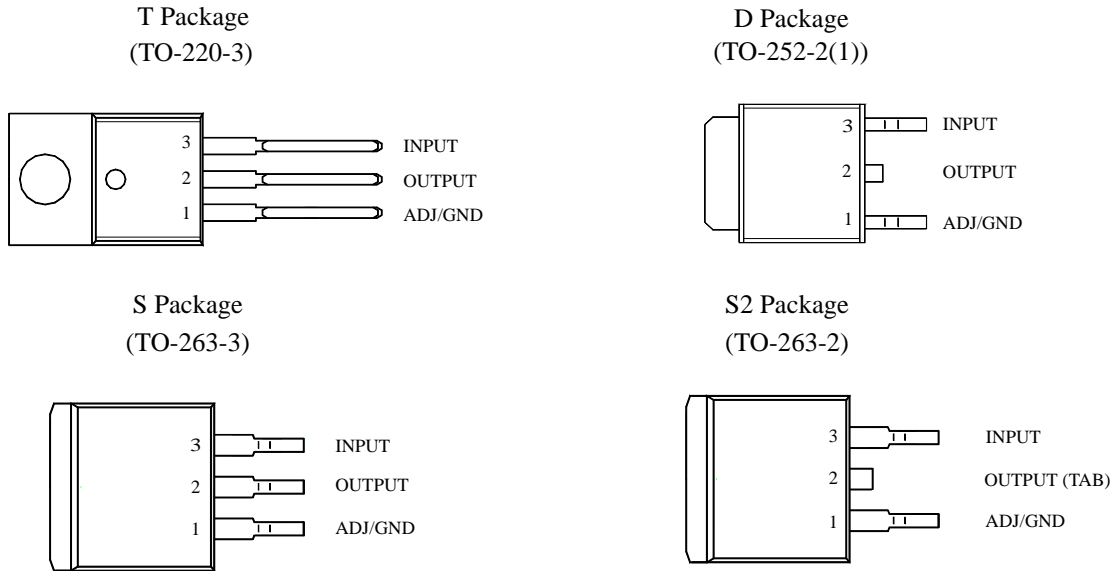 T Package
(TO-220-3)
3 INPUT
2 OUTPUT
1 ADJ/GND
D Package
(TO-252-2(1))
3 INPUT
2 OUTPUT
1 ADJ/GND
S Package
(TO-263-3)
3 INPUT
2 OUTPUT
1 ADJ/GND
S2 Package
(TO-263-2)
3 INPUT
2 OUTPUT (TAB)
1 ADJ/GND